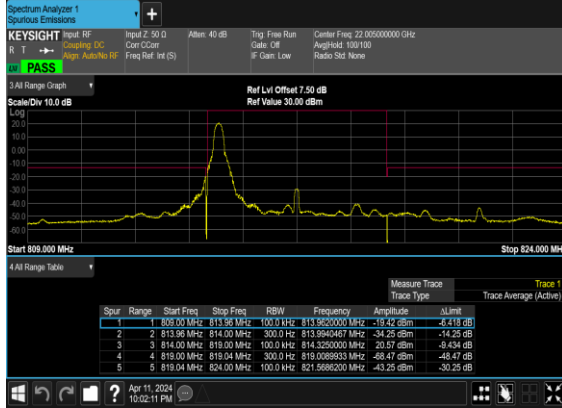 Spectrum Analyzer 1
Spurious Emissions
KEYSIGHT Input: RF Input Z: 50 Ω Atten: 40 dB Trig: Free Run Center Freq: 22.005000000 GHz
R T Coupling: DC Corr CCorr Gate: Off Avg|Hold: 100/100
Align: Auto/No RF Freq Ref: Int (S) IF Gain: Low Radio Std: None
PASS
3 All Range Graph
Ref Lvl Offset 7.50 dB
Scale/Div 10.0 dB Ref Value 30.00 dBm
Log
20.0
10.0
0.00
-10.0
-20.0
-30.0
-40.0
-50.0
-60.0
Start 809.000 MHz Stop 824.000 MH
4 All Range Table
Measure Trace Trace 1
Trace Type Trace Average (Active)
Spur Range Start Freq Stop Freq RBW Frequency Amplitude ΔLimit
1 1 809.00 MHz 813.96 MHz 100.0 kHz 813.9620000 MHz -19.42 dBm -6.418 dB
2 2 813.96 MHz 814.00 MHz 300.0 Hz 813.9940467 MHz -34.25 dBm -14.25 dB
3 3 814.00 MHz 819.00 MHz 100.0 kHz 814.3250000 MHz 20.57 dBm -9.434 dB
4 4 819.00 MHz 819.04 MHz 300.0 Hz 819.0089933 MHz -68.47 dBm -48.47 dB
5 5 819.04 MHz 824.00 MHz 100.0 kHz 821.5686200 MHz -43.25 dBm -30.25 dB
Apr 11, 2024
10:02:11 PM